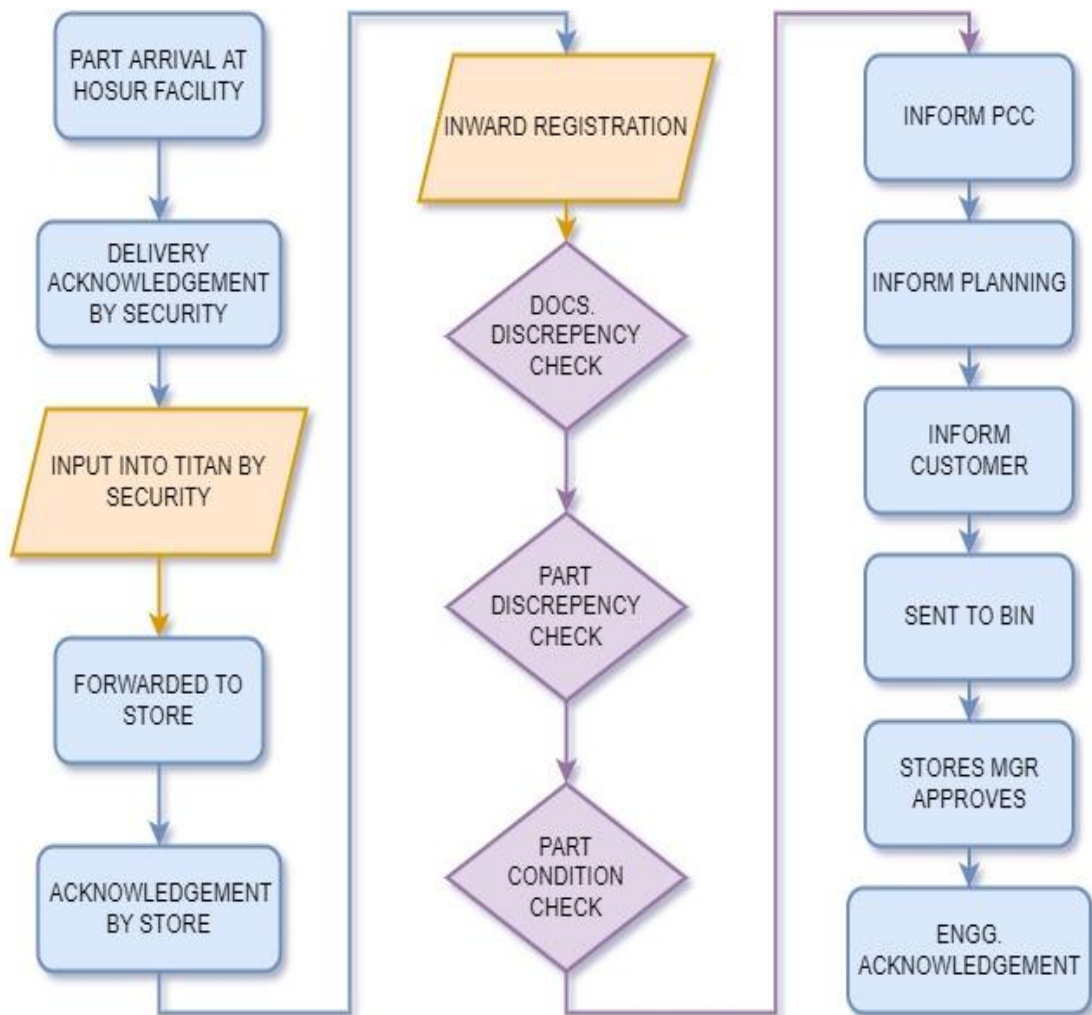 PART ARRIVAL AT
HOSUR FACILITY
DELIVERY
ACKNOWLEDGEMENT
BY SECURITY
INPUT INTO TITAN BY
SECURITY
FORWARDED TO
STORE
ACKNOWLEDGEMENT
BY STORE
INWARD REGISTRATION
DOCS.
DISCREPENCY
CHECK
PART
DISCREPENCY
CHECK
PART
CONDITION
CHECK
INFORM PCC
INFORM PLANNING
INFORM
CUSTOMER
SENT TO BIN
STORES MGR
APPROVES
ENGG.
ACKNOWLEDGEMENT